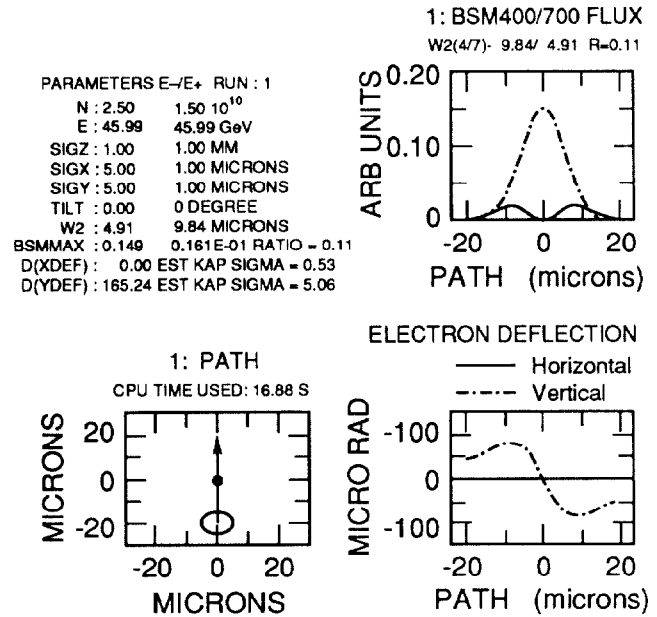 PARAMETERS E-/E+ RUN : 1
N : 2.50 1.50 10^10
E : 45.99 45.99 GeV
SIGZ : 1.00 1.00 MM
SIGX : 5.00 1.00 MICRONS
SIGY : 5.00 1.00 MICRONS
TILT : 0.00 0 DEGREE
W2 : 4.91 9.84 MICRONS
BSMMAX : 0.149 0.161E-01 RATIO = 0.11
D(XDEF) : 0.00 EST KAP SIGMA = 0.53
D(YDEF) : 165.24 EST KAP SIGMA = 5.06
1: BSM400/700 FLUX
W2(4/7)- 9.84/ 4.91 R=0.11
ARB UNITS
0.20
0.10
0
-20 0 20
PATH (microns)
1: PATH
CPU TIME USED: 16.88 S
MICRONS
20
0
-20
-20 0 20
MICRONS
ELECTRON DEFLECTION
Horizontal
Vertical
MICRO RAD
-100
0
-100
-20 0 20
PATH (microns)